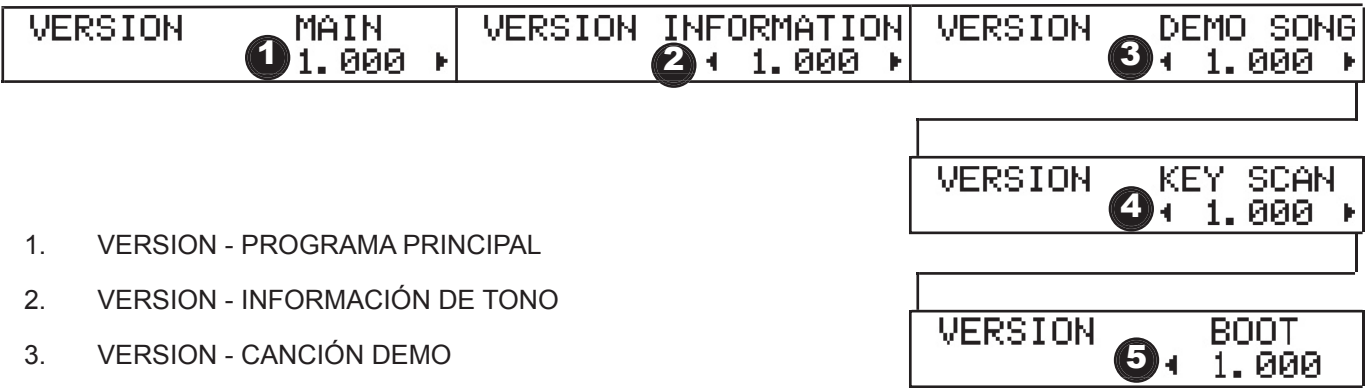 VERSION MAIN
1 1.000
VERSION INFORMATION
2 1.000
VERSION DEMO SONG
3 1.000
VERSION KEY SCAN
4 1.000
1. VERSION - PROGRAMA PRINCIPAL
2. VERSION - INFORMACIÓN DE TONO
3. VERSION - CANCIÓN DEMO
VERSION BOOT
5 1.000